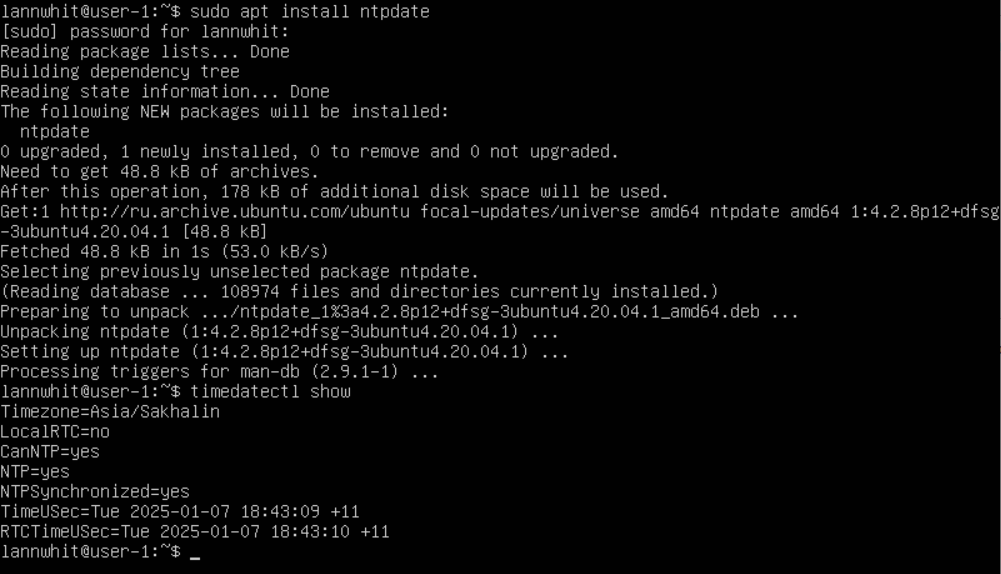 lannwhit@user-1:~$ sudo apt install ntpdate
[sudo] password for lannwhit:
Reading package lists... Done
Building dependency tree
Reading state information... Done
The following NEW packages will be installed:
  ntpdate
0 upgraded, 1 newly installed, 0 to remove and 0 not upgraded.
Need to get 48.8 kB of archives.
After this operation, 178 kB of additional disk space will be used.
Get:1 http://ru.archive.ubuntu.com/ubuntu focal-updates/universe amd64 ntpdate amd64 1:4.2.8p12+dfsg
-3ubuntu4.20.04.1 [48.8 kB]
Fetched 48.8 kB in 1s (53.0 kB/s)
Selecting previously unselected package ntpdate.
(Reading database ... 108974 files and directories currently installed.)
Preparing to unpack .../ntpdate_1%3a4.2.8p12+dfsg-3ubuntu4.20.04.1_amd64.deb ...
Unpacking ntpdate (1:4.2.8p12+dfsg-3ubuntu4.20.04.1) ...
Setting up ntpdate (1:4.2.8p12+dfsg-3ubuntu4.20.04.1) ...
Processing triggers for man-db (2.9.1-1) ...
lannwhit@user-1:~$ timedatectl show
Timezone=Asia/Sakhalin
LocalRTC=no
CanNTP=yes
NTP=yes
NTPSynchronized=yes
TimeUSec=Tue 2025-01-07 18:43:09 +11
RTCTimeUSec=Tue 2025-01-07 18:43:10 +11
lannwhit@user-1:~$ _